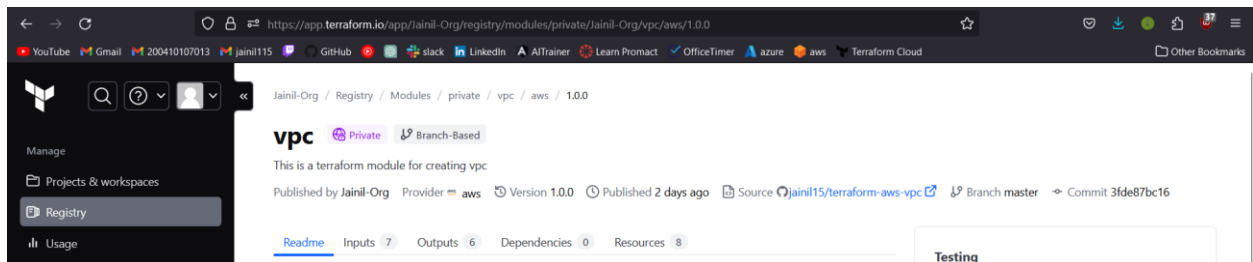 https://app.terraform.io/app/Jainil-Org/registry/modules/private/Jainil-Org/vpc/aws/1.0.0
37
YouTube Gmail 200410107013 jainil115 GitHub slack LinkedIn AITrainer Learn Promact OfficeTimer azure aws Terraform Cloud Other Bookmarks
Jainil-Org / Registry / Modules / private / vpc / aws / 1.0.0
vpc Private Branch-Based
Manage
This is a terraform module for creating vpc
Projects & workspaces
Published by Jainil-Org Provider aws Version 1.0.0 Published 2 days ago Source jainil15/terraform-aws-vpc Branch master Commit 3fde87bc16
Registry
Usage
Readme Inputs 7 Outputs 6 Dependencies 0 Resources 8
Testing